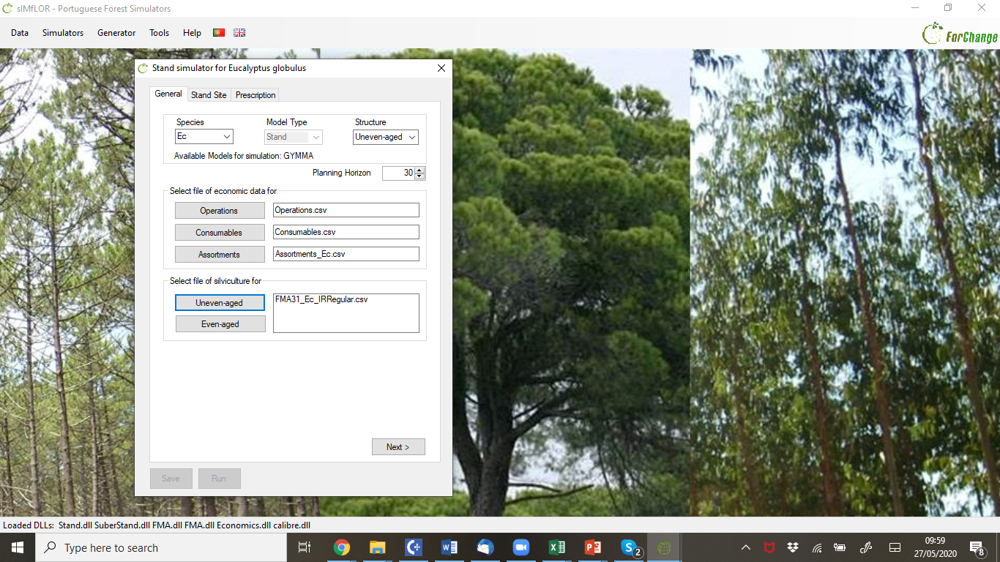 sIMfLOR - Portuguese Forest Simulators
Data Simulators Generator Tools Help
ForChange
Stand simulator for Eucalyptus globulus
General Stand Site Prescription
Species Model Type Structure
Ec Stand Uneven-aged
Available Models for simulation: GYMMA
Planning Horizon 30
Select file of economic data for
Operations Operations.csv
Consumables Consumables.csv
Assortments Assortments_Ec.csv
Select file of silviculture for
Uneven-aged FMA31_Ec_IRRegular.csv
Even-aged
Next >
Save Run
Loaded DLLs: Stand.dll SuberStand.dll FMA.dll FMA.dll Economics.dll calibre.dll
Type here to search
2
09:59
27/05/2020
8